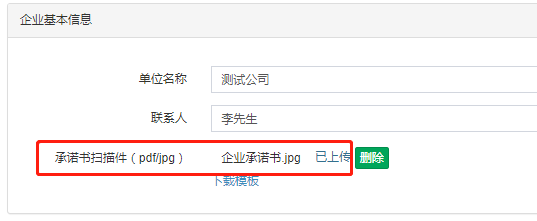 企业基本信息
单位名称 测试公司
联系人 李先生
承诺书扫描件（pdf/jpg） 企业承诺书.jpg 已上传 删除
下载模板